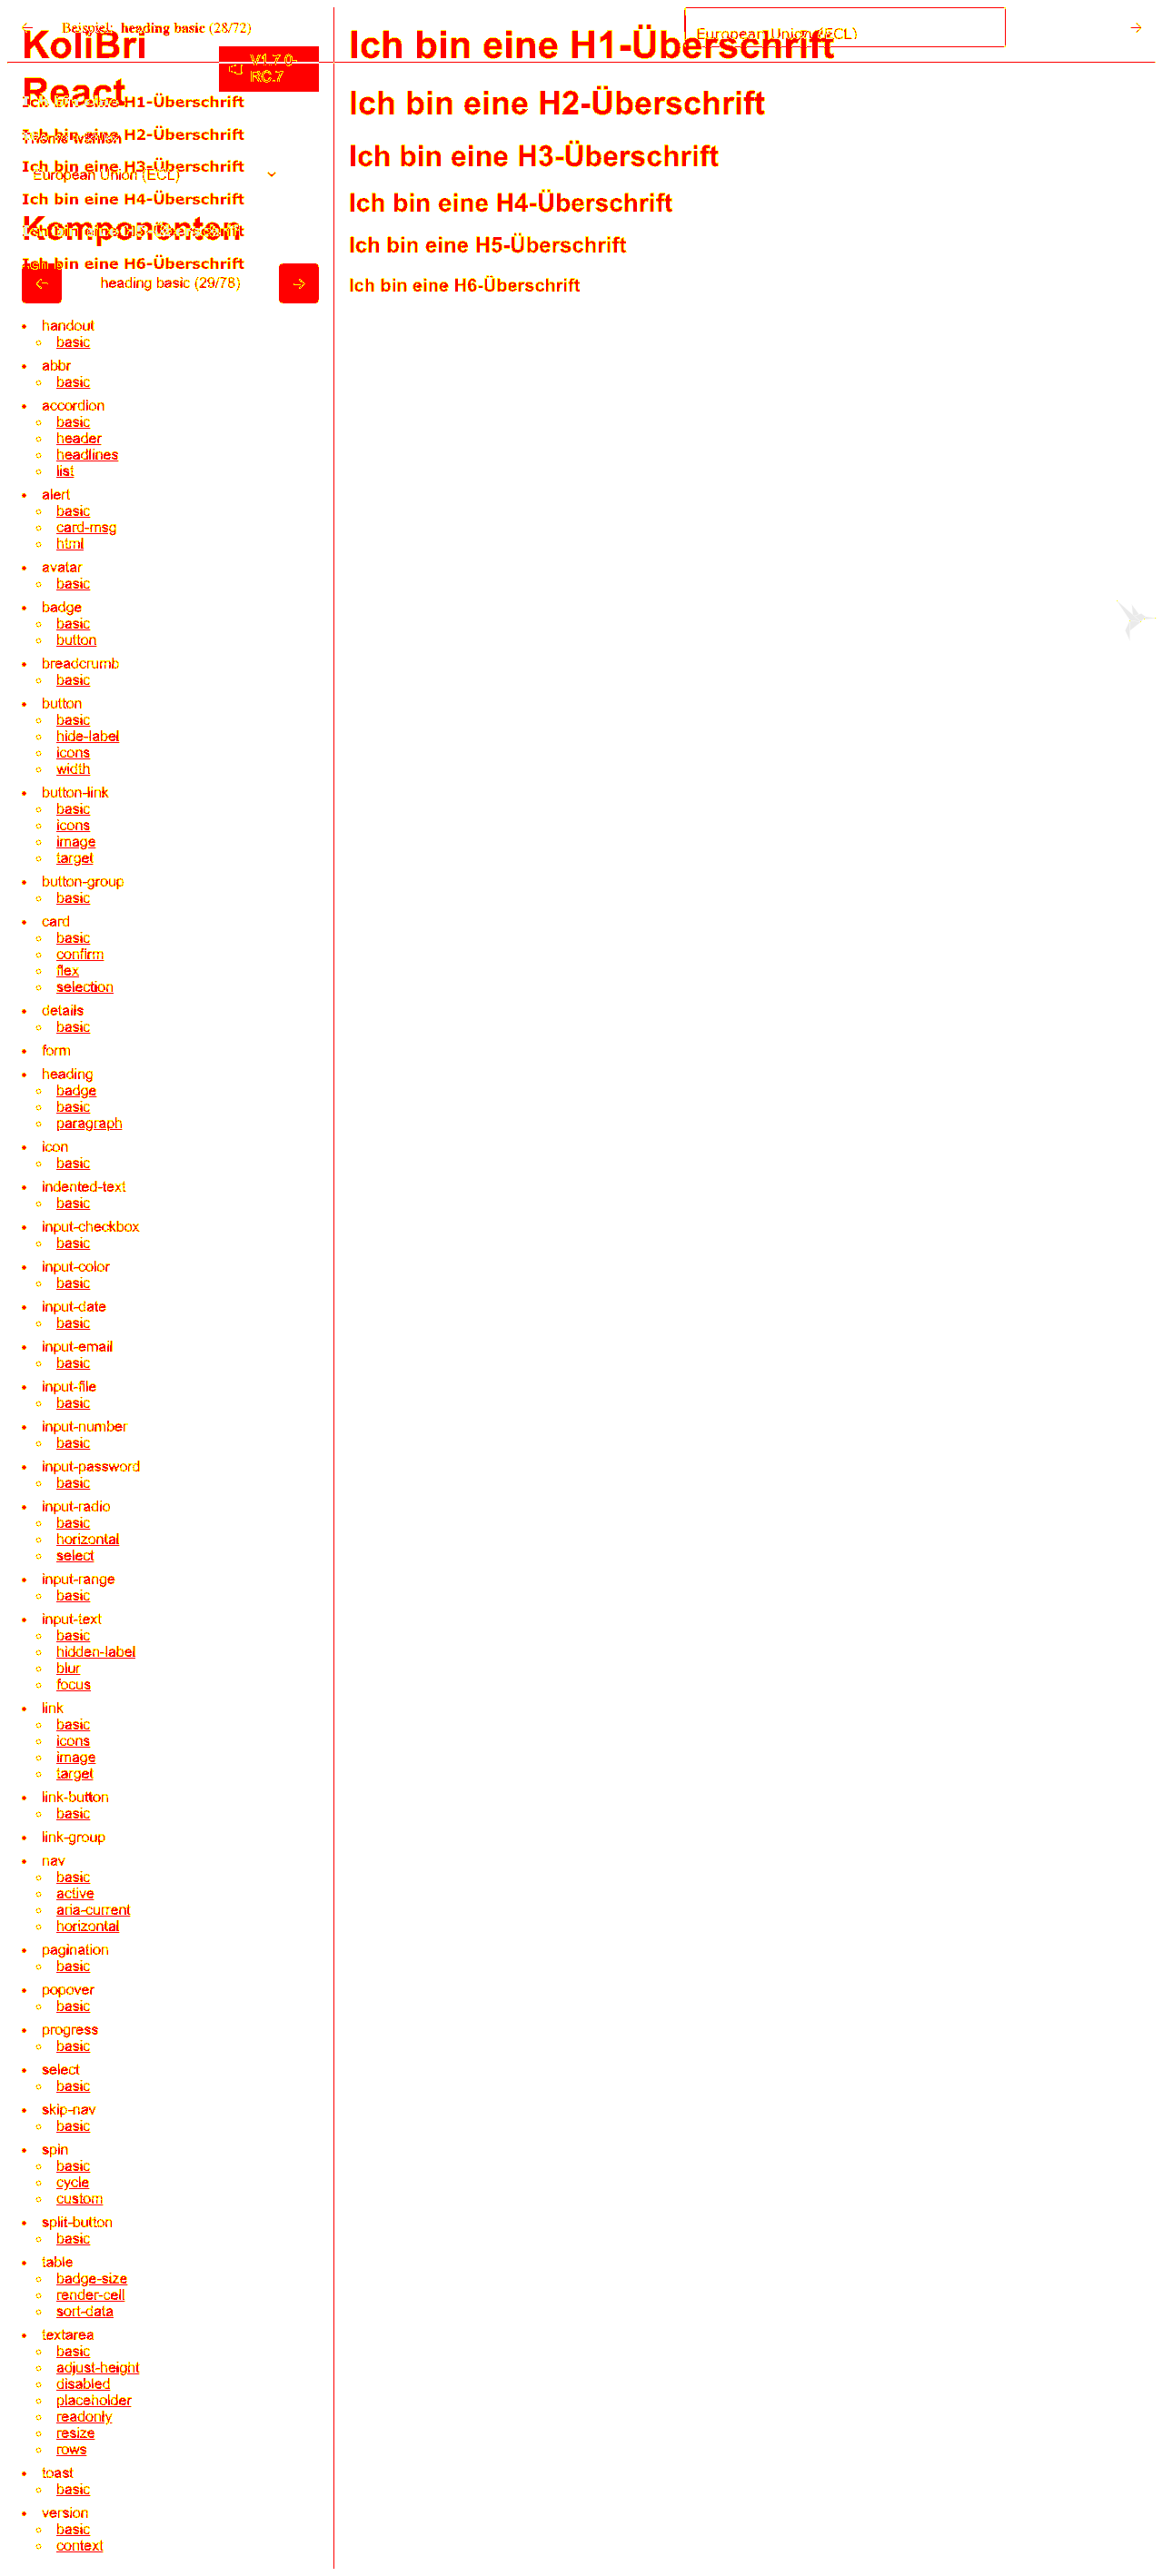 Beispiel: heading basic (28/72)
European Union (ECL)
KoliBri
React
V1.7.0-
RC.7
Ich bin eine H1-Überschrift
Ich bin eine H2-Überschrift
Ich bin eine H3-Überschrift
Ich bin eine H4-Überschrift
Ich bin eine H5-Überschrift
Ich bin eine H6-Überschrift
Theme wählen
European Union (ECL)
Komponenten
heading basic (29/78)
Ich bin eine H1-Überschrift
Ich bin eine H2-Überschrift
Ich bin eine H3-Überschrift
Ich bin eine H4-Überschrift
Ich bin eine H5-Überschrift
Ich bin eine H6-Überschrift
handout
basic
abbr
basic
accordion
basic
header
headlines
list
alert
basic
card-msg
html
avatar
basic
badge
basic
button
breadcrumb
basic
button
basic
hide-label
icons
width
button-link
basic
icons
image
target
button-group
basic
card
basic
confirm
flex
selection
details
basic
form
heading
badge
basic
paragraph
icon
basic
indented-text
basic
input-checkbox
basic
input-color
basic
input-date
basic
input-email
basic
input-file
basic
input-number
basic
input-password
basic
input-radio
basic
horizontal
select
input-range
basic
input-text
basic
hidden-label
blur
focus
link
basic
icons
image
target
link-button
basic
link-group
nav
basic
active
aria-current
horizontal
pagination
basic
popover
basic
progress
basic
select
basic
skip-nav
basic
spin
basic
cycle
custom
split-button
basic
table
badge-size
render-cell
sort-data
textarea
basic
adjust-height
disabled
placeholder
readonly
resize
rows
toast
basic
version
basic
context